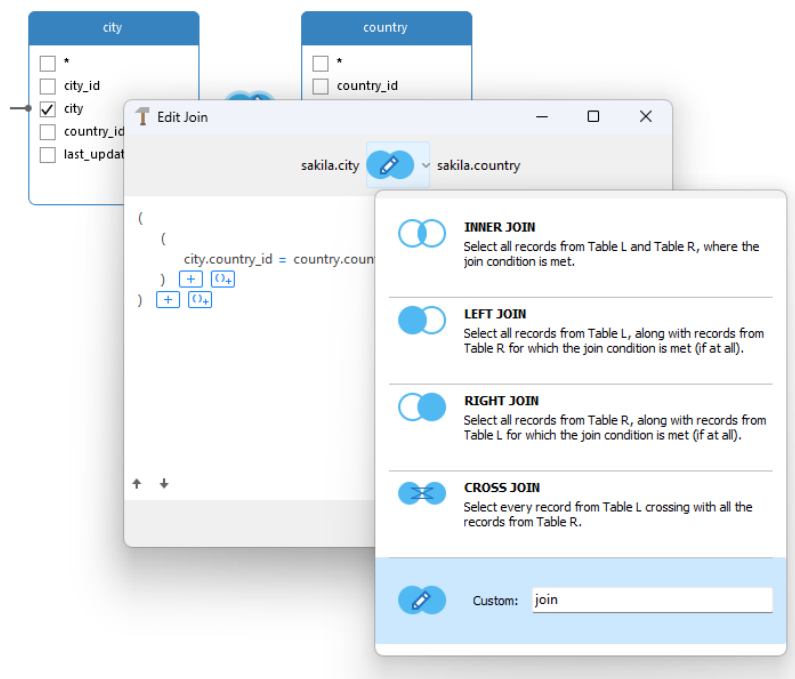 city
country
*
city_id
city
country_id
last_updat
*
country_id
Edit Join
sakila.city
sakila.country
(
(
city.country_id = country.coun
) + ()+
) + ()+
INNER JOIN
Select all records from Table L and Table R, where the
join condition is met.
LEFT JOIN
Select all records from Table L, along with records from
Table R for which the join condition is met (if at all).
RIGHT JOIN
Select all records from Table R, along with records from
Table L for which the join condition is met (if at all).
CROSS JOIN
Select every record from Table L crossing with all the
records from Table R.
Custom: join